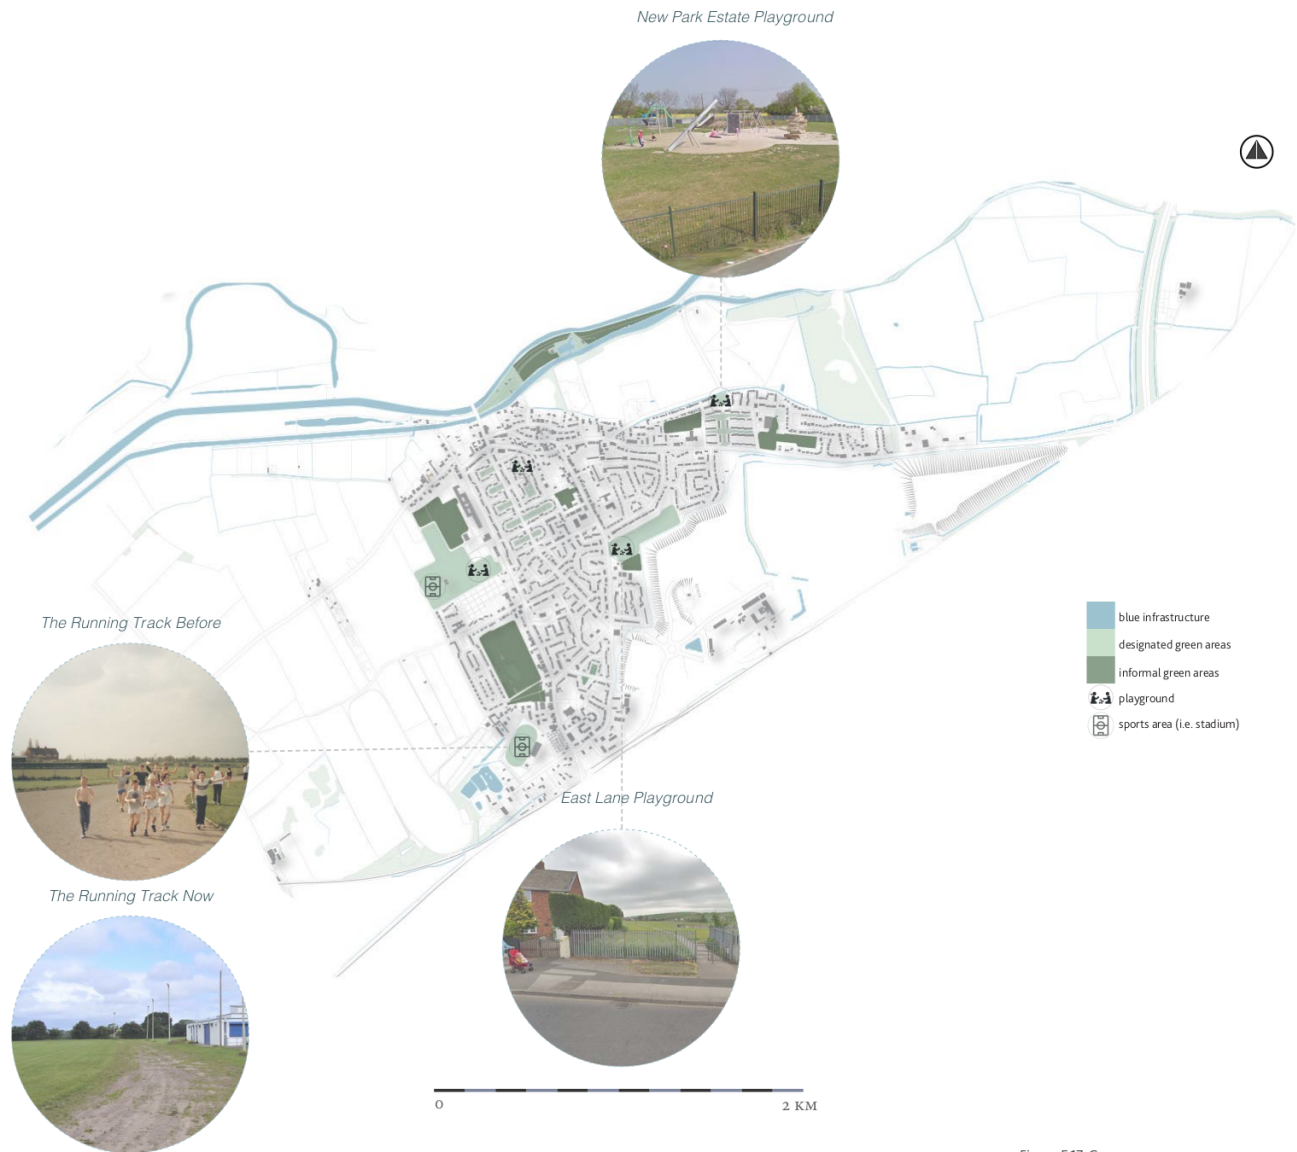 New Park Estate Playground
The Running Track Before
blue infrastructure
designated green areas
informal green areas
playground
sports area (i.e. stadium)
East Lane Playground
The Running Track Now
0
2 KM